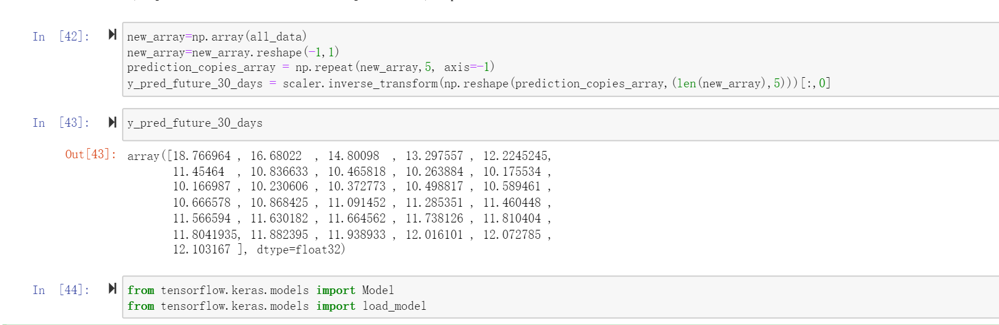 In [42]:
new_array=np.array(all_data)
new_array=new_array.reshape(-1,1)
prediction_copies_array = np.repeat(new_array,5, axis=-1)
y_pred_future_30_days = scaler.inverse_transform(np.reshape(prediction_copies_array,(len(new_array),5)))[:,0]
In [43]:
y_pred_future_30_days
Out[43]:
array([18.766964 , 16.68022  , 14.80098  , 13.297557 , 12.2245245,
11.45464  , 10.836633 , 10.465818 , 10.263884 , 10.175534 ,
10.166987 , 10.230606 , 10.372773 , 10.498817 , 10.589461 ,
10.666578 , 10.868425 , 11.091452 , 11.285351 , 11.460448 ,
11.566594 , 11.630182 , 11.664562 , 11.738126 , 11.810404 ,
11.8041935, 11.882395 , 11.938933 , 12.016101 , 12.072785 ,
12.103167 ], dtype=float32)
In [44]:
from tensorflow.keras.models import Model
from tensorflow.keras.models import load_model